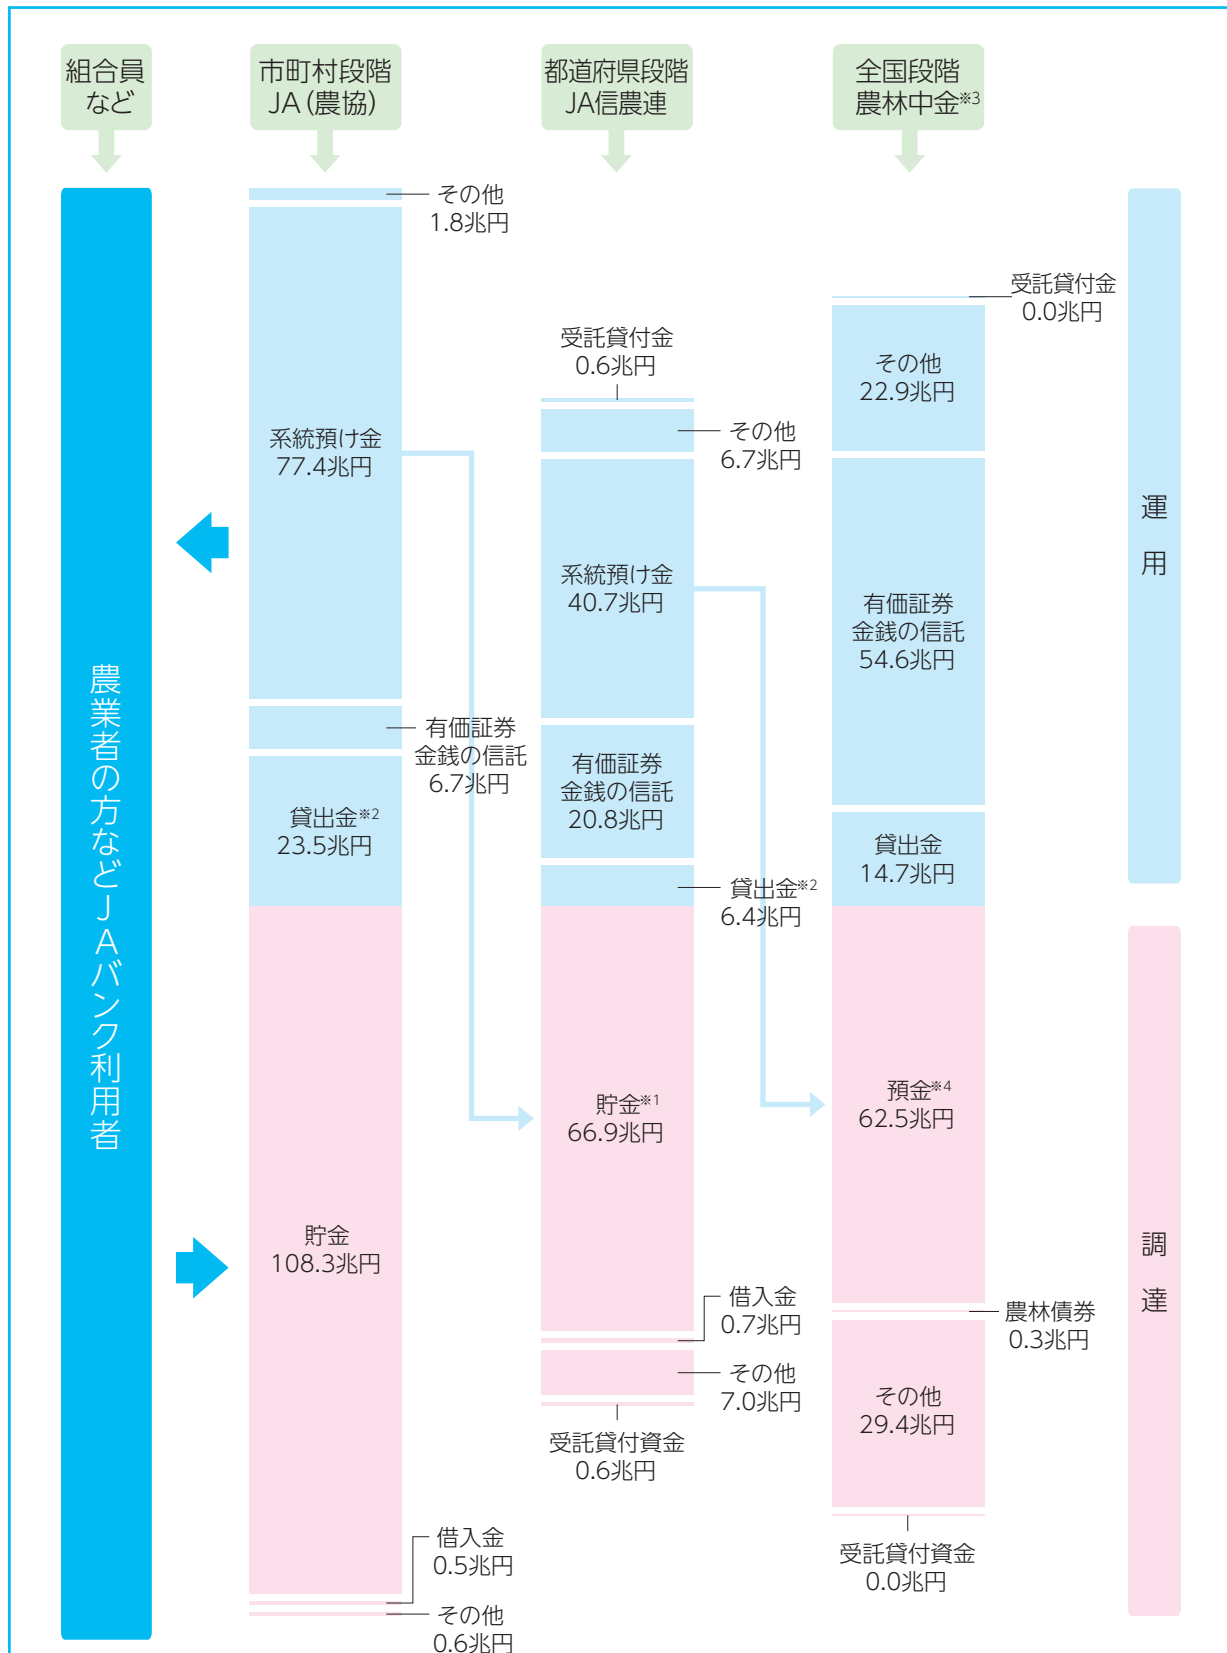 組合員
など
市町村段階
JA（農協）
都道府県段階
JA信農連
全国段階
農林中金※3
農業者の方などＪＡバンク利用者
その他
1.8兆円
系統預け金
77.4兆円
有価証券
金銭の信託
6.7兆円
貸出金※2
23.5兆円
貯金
108.3兆円
借入金
0.5兆円
その他
0.6兆円
受託貸付金
0.6兆円
その他
6.7兆円
系統預け金
40.7兆円
有価証券
金銭の信託
20.8兆円
貸出金※2
6.4兆円
貯金※1
66.9兆円
借入金
0.7兆円
その他
7.0兆円
受託貸付資金
0.6兆円
受託貸付金
0.0兆円
その他
22.9兆円
有価証券
金銭の信託
54.6兆円
貸出金
14.7兆円
預金※4
62.5兆円
農林債券
0.3兆円
その他
29.4兆円
受託貸付資金
0.0兆円
運用
調達